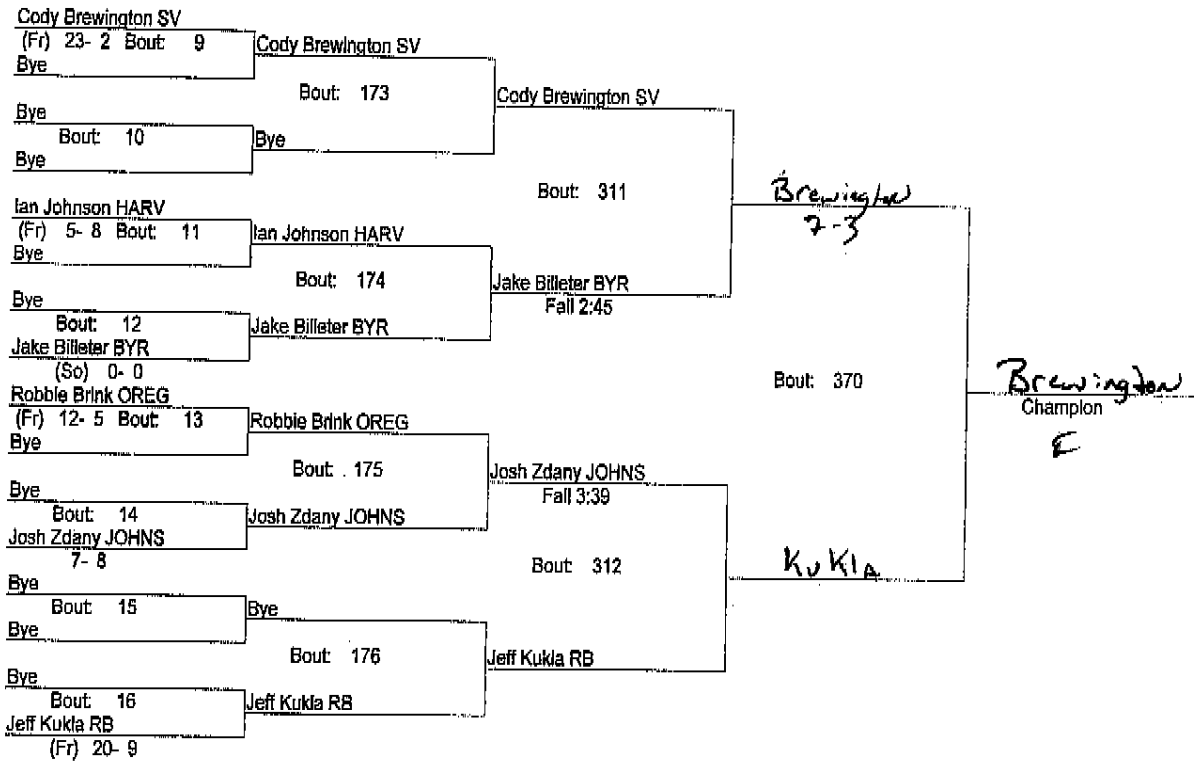 Cody Brewington SV
(Fr) 23- 2 Bout: 9
Bye
Cody Brewington SV
Bout: 173
Cody Brewington SV
Bye
Bout: 10
Bye
Bye
Bout: 311
Brewington
7-3
Ian Johnson HARV
(Fr) 5- 8 Bout: 11
Bye
Ian Johnson HARV
Bout: 174
Jake Billeter BYR
Fall 2:45
Bye
Bout: 12
Jake Billeter BYR
(So) 0- 0
Jake Billeter BYR
Bout: 370
Brewington
Champion
Robbie Brink OREG
(Fr) 12- 5 Bout: 13
Bye
Robbie Brink OREG
Bout: 175
Josh Zdany JOHNS
Fall 3:39
Bye
Bout: 14
Josh Zdany JOHNS
7- 8
Josh Zdany JOHNS
Bout: 312
KuKlA
Bye
Bout: 15
Bye
Bye
Bout: 176
Jeff Kukla RB
Bye
Bout: 16
Jeff Kukla RB
(Fr) 20- 9
Jeff Kukla RB